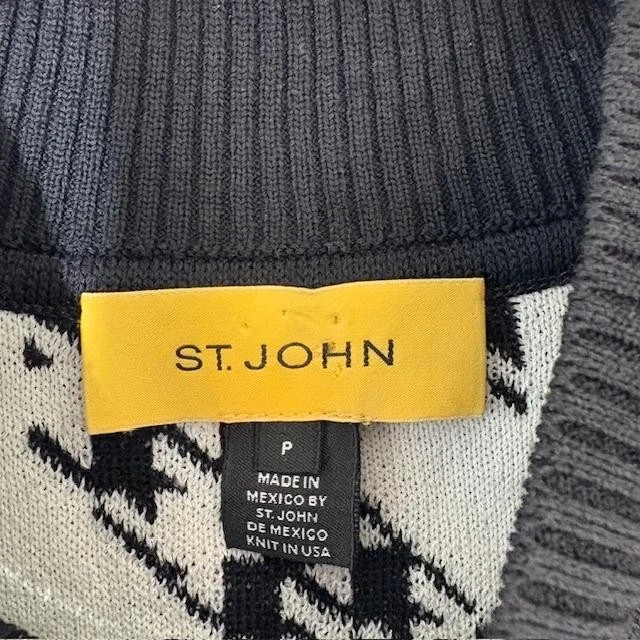 ST. JOHN
P
MADE IN
MEXICO BY
ST. JOHN
DE MEXICO
KNIT IN USA